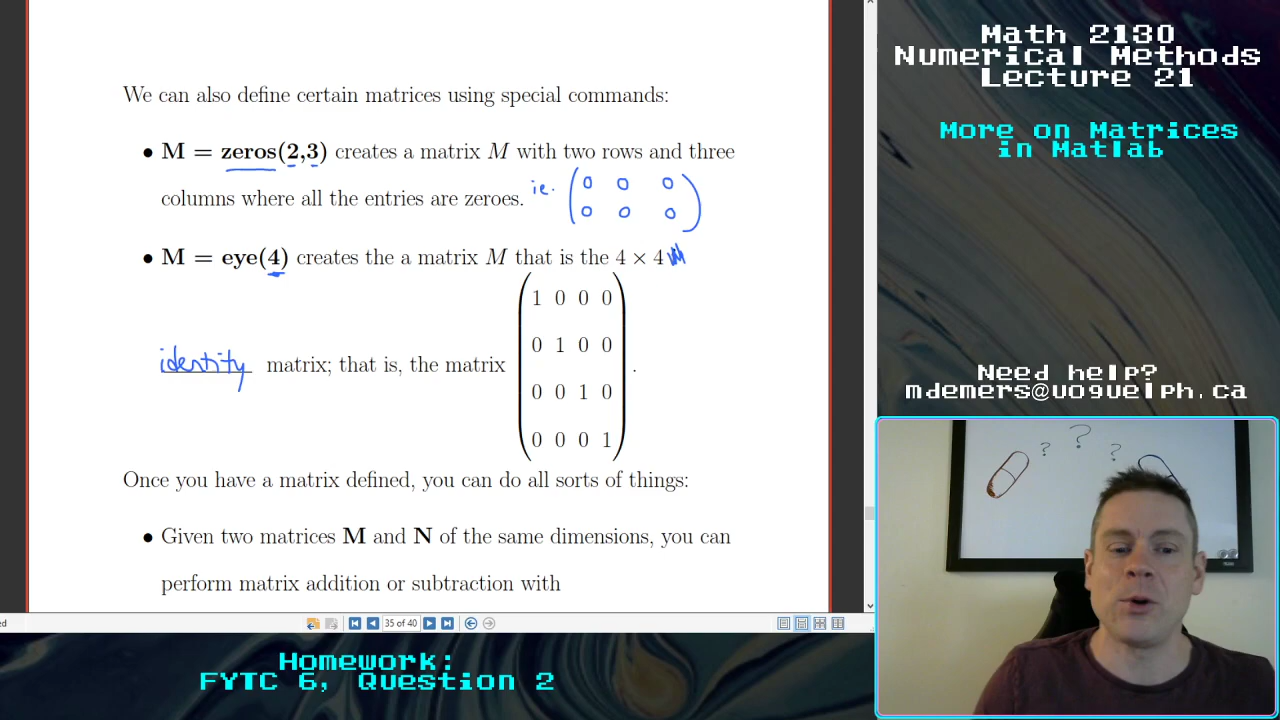 We can also define certain matrices using special commands:
• M = zeros(2,3) creates a matrix M with two rows and three
columns where all the entries are zeroes. ie. ( 0 0 0
0 0 0 )
• M = eye(4) creates the a matrix M that is the 4 × 4
1 0 0 0
0 1 0 0
identity matrix; that is, the matrix .
0 0 1 0
0 0 0 1
Once you have a matrix defined, you can do all sorts of things:
• Given two matrices M and N of the same dimensions, you can
perform matrix addition or subtraction with
35 of 40
Math 2130
Numerical Methods
Lecture 21
More on Matrices
in Matlab
Need help?
mdemers@uoguelph.ca
? ? ?
Homework:
FYTC 6, Question 2